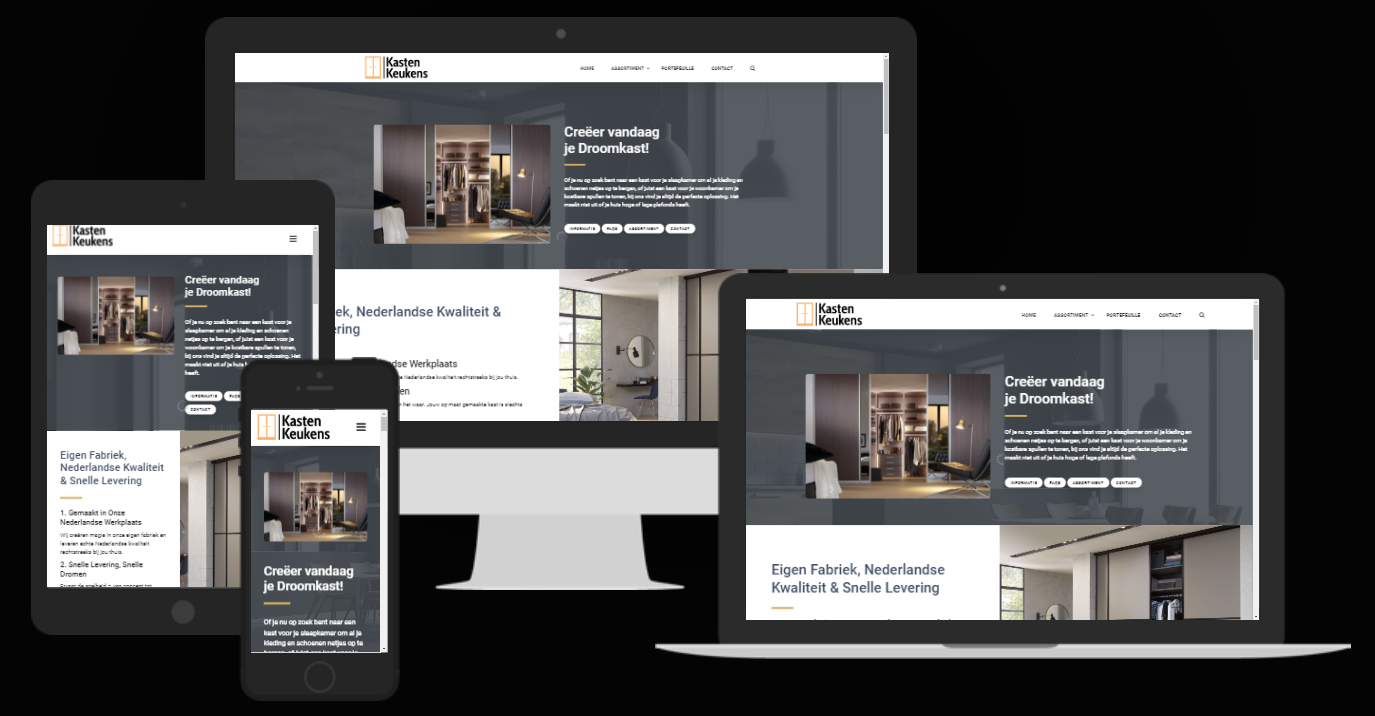 Kasten
Keukens
HOME ASSORTIMENT PORTEFEUILLE CONTACT
Creëer vandaag
je Droomkast!
Of je nu op zoek bent naar een kast voor je slaapkamer om al je kleding en
schoenen netjes op te bergen, of juist een kast voor je woonkamer om je
kostbare spullen te tonen, bij ons vind je altijd de perfecte oplossing. Het
maakt niet uit of je huis hoge of lage plafonds heeft.
INFORMATIE FAQS ASSORTIMENT CONTACT
ek, Nederlandse Kwaliteit &
ering
dse Werkplaats
Nederlandse kwaliteit rechtstreeks bij jou thuis.
en
het waar. Jouw op maat gemaakte kast is slechts
Kasten
Keukens
Creëer vandaag
je Droomkast!
Of je nu op zoek bent naar een kast voor je
slaapkamer om al je kleding en schoenen
netjes op te bergen, of juist een kast voor je
woonkamer om je kostbare spullen te tonen,
bij ons vind je altijd de perfecte oplossing. Het
maakt niet uit of je huis h
heeft.
INFORMATIE FAQS
CONTACT
Eigen Fabriek,
Nederlandse Kwaliteit
& Snelle Levering
1. Gemaakt in Onze
Nederlandse Werkplaats
Wij creëren magie in onze eigen fabriek en
leveren echte Nederlandse kwaliteit
rechtstreeks bij jou thuis.
2. Snelle Levering, Snelle
Dromen
Kasten
Keukens
Creëer vandaag
je Droomkast!
Of je nu op zoek bent naar een
kast voor je slaapkamer om al je
kleding en schoenen netjes op te
bergen, of juist een kast voor je
Kasten
Keukens
HOME ASSORTIMENT PORTEFEUILLE CONTACT
Creëer vandaag
je Droomkast!
Of je nu op zoek bent naar een kast voor je slaapkamer om al je kleding en
schoenen netjes op te bergen, of juist een kast voor je woonkamer om je
kostbare spullen te tonen, bij ons vind je altijd de perfecte oplossing. Het
maakt niet uit of je huis hoge of lage plafonds heeft.
INFORMATIE FAQS ASSORTIMENT CONTACT
Eigen Fabriek, Nederlandse
Kwaliteit & Snelle Levering